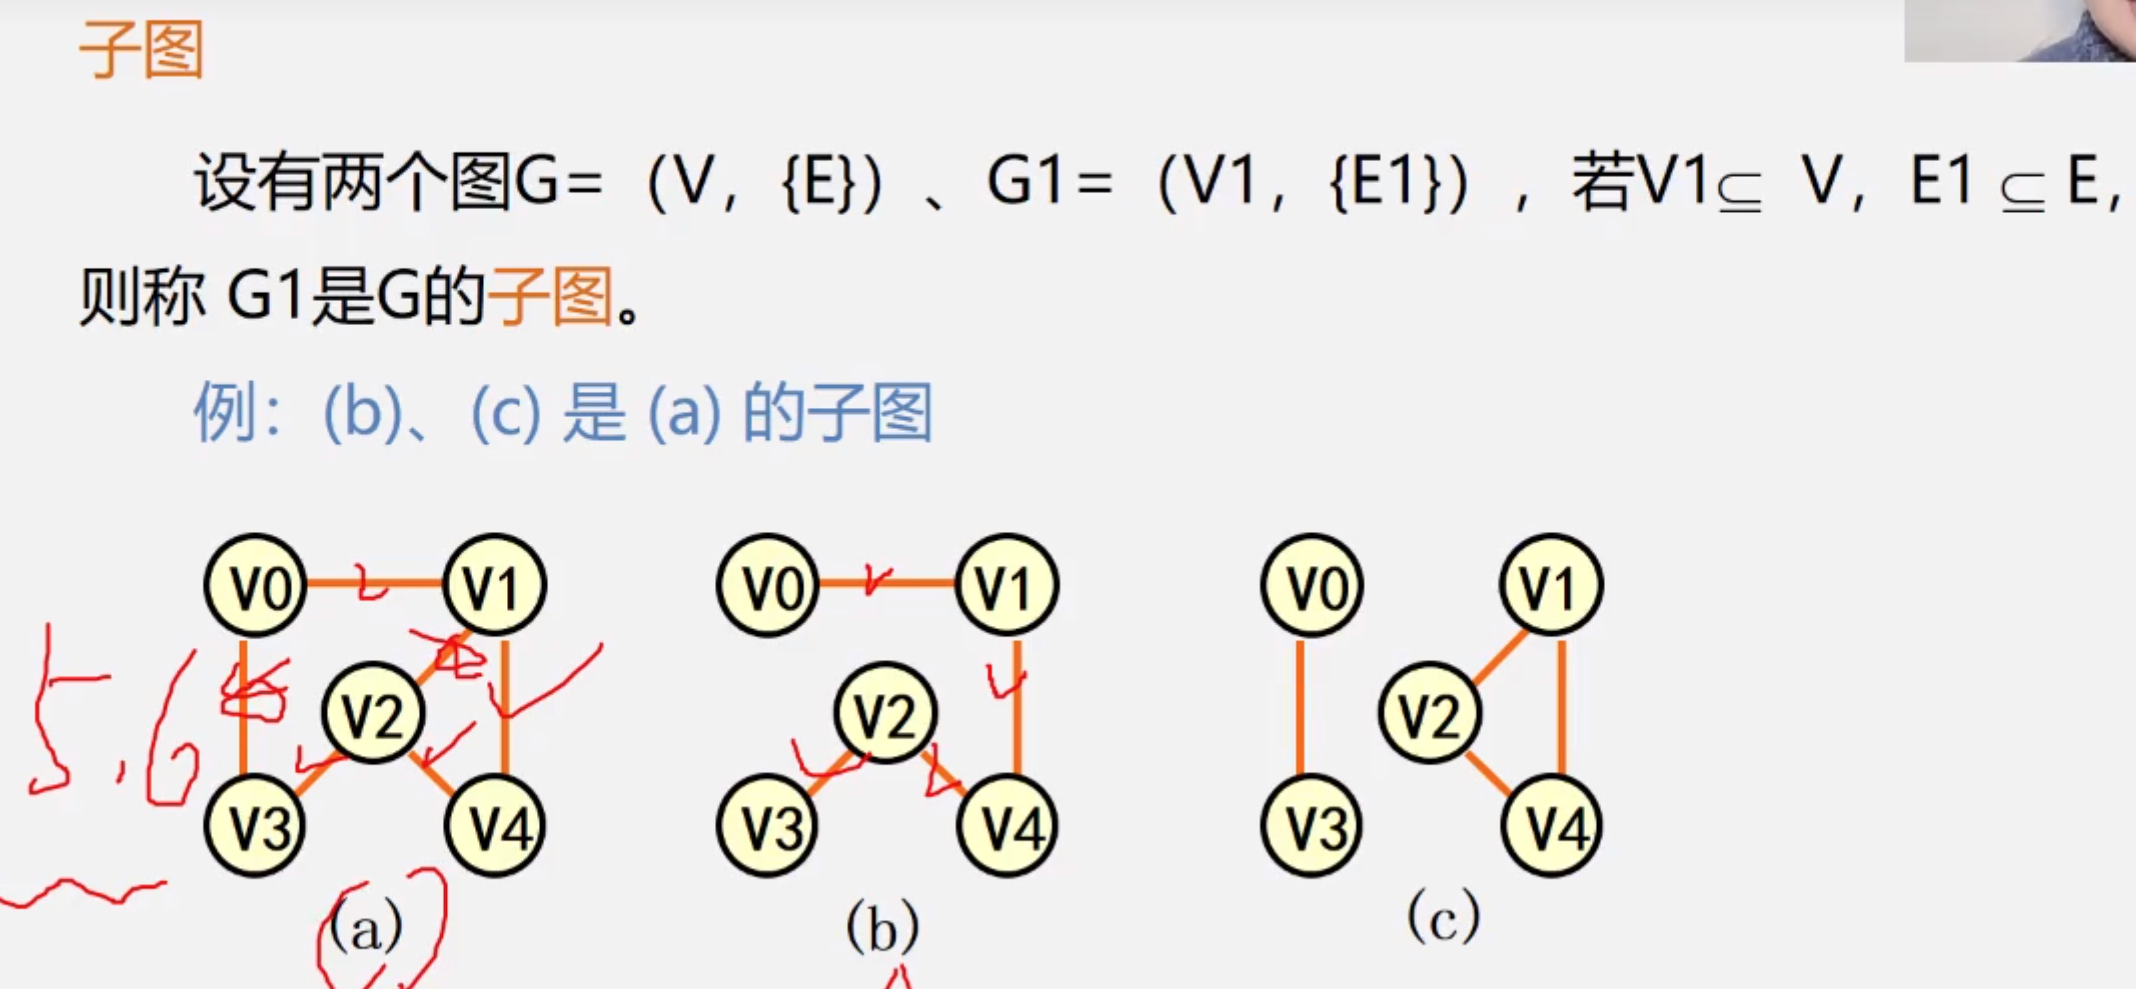 子图
设有两个图G=（V，{E}）、G1=（V1，{E1}），若V1⊆ V，E1 ⊆ E，
则称 G1是G的子图。
例：(b)、(c) 是 (a) 的子图
V0 V1 V0 V1 V0 V1
5.6
V2 V2 V2
V3 V4 V3 V4 V3 V4
(a) (b) (c)